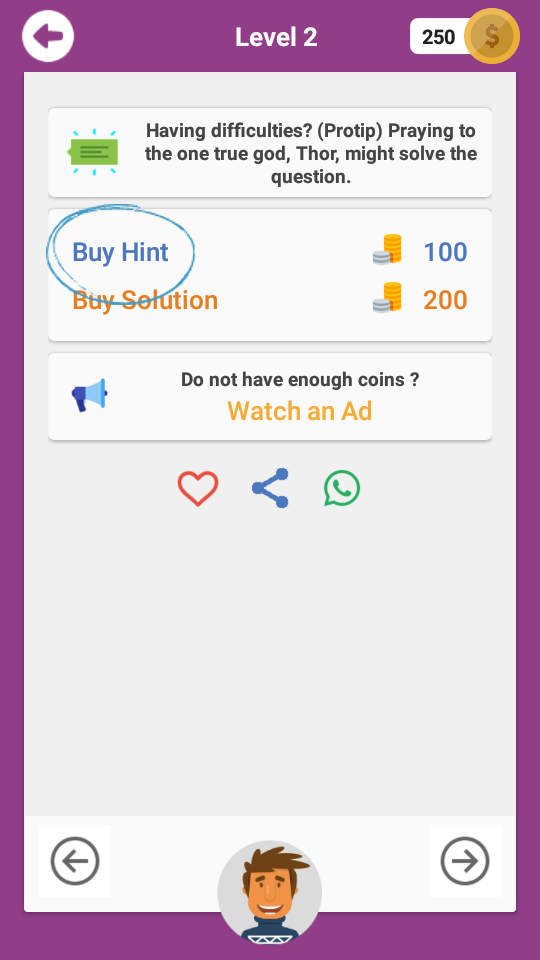 Level 2
250
Having difficulties? (Protip) Praying to
the one true god, Thor, might solve the
question.
Buy Hint 100
Buy Solution 200
Do not have enough coins ?
Watch an Ad